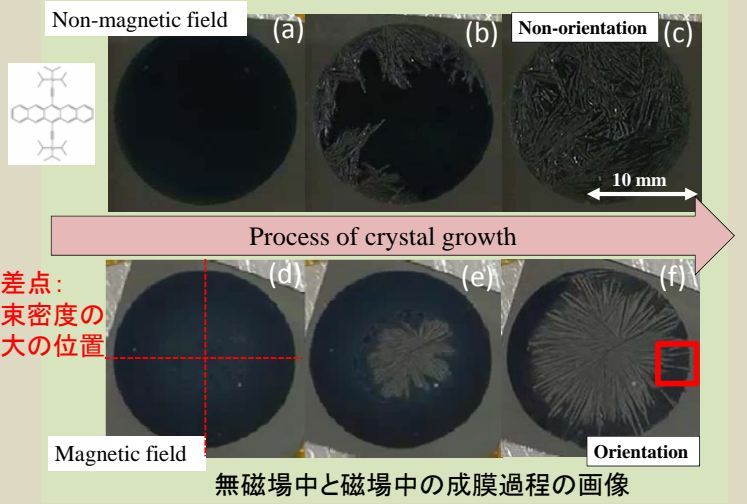 Non-magnetic field
(a)
(b)
Non-orientation
(c)
10 mm
Process of crystal growth
差点:
束密度の
大の位置
(d)
(e)
(f)
Magnetic field
Orientation
無磁場中と磁場中の成膜過程の画像